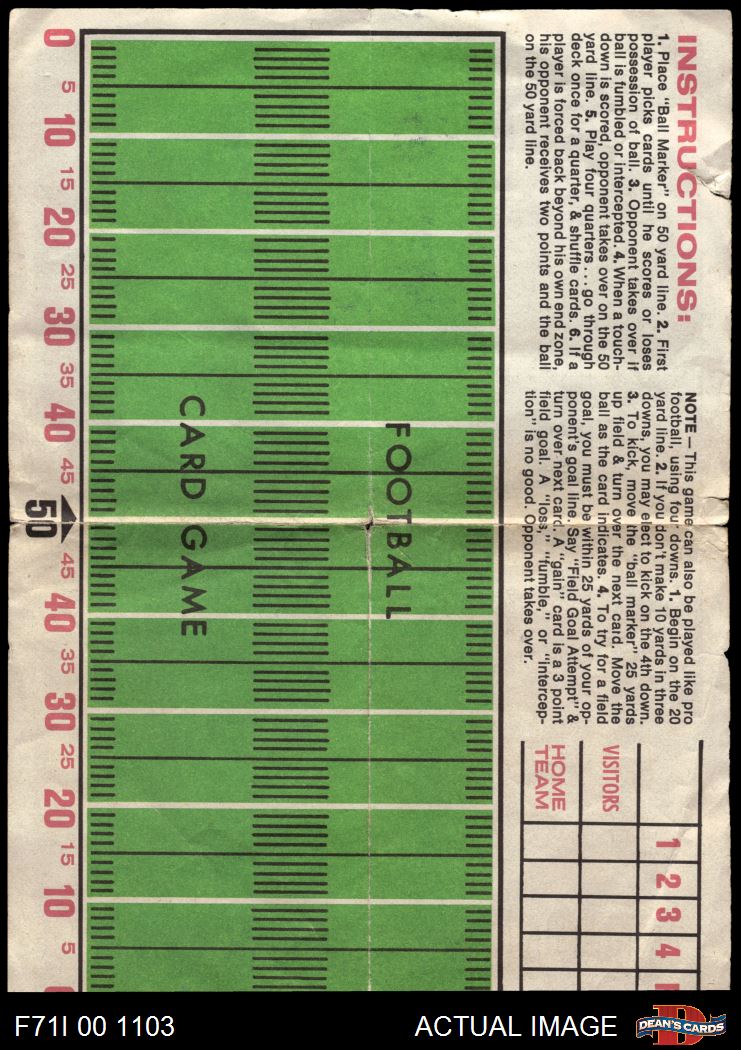 INSTRUCTIONS:
1. Place "Ball Marker" on 50 yard line. 2. First
player picks cards until he scores or loses
possession of ball. 3. Opponent takes over if
ball is fumbled or intercepted. 4. When a touch-
down is scored, opponent takes over on the 50
yard line. 5. Play four quarters...go through
deck once for a quarter, & shuffle cards. 6. If a
player is forced back beyond his own end zone,
his opponent receives two points and the ball
on the 50 yard line.
NOTE — This game can also be played like pro
football, using four downs. 1. Begin on the 20
yard line. 2. If you don't make 10 yards in three
downs, you may elect to kick on the 4th down.
3. To kick, move the "ball marker" 25 yards
up field & turn over the next card. Move the
ball as the card indicates. 4. To try for a field
goal, you must be within 25 yards of your op-
ponent's goal line. Say "Field Goal Attempt" &
turn over next card. A "gain" card is a 3 point
field goal. A "loss," "fumble," or "intercep-
tion" is no good. Opponent takes over.
1 2 3 4
VISITORS
HOME
TEAM
FOOTBALL
CARD GAME
0 5 10 15 20 25 30 35 40 45 50 45 40 35 30 25 20 15 10 5
F71I 00 1103
ACTUAL IMAGE
D
DEAN'S CARDS